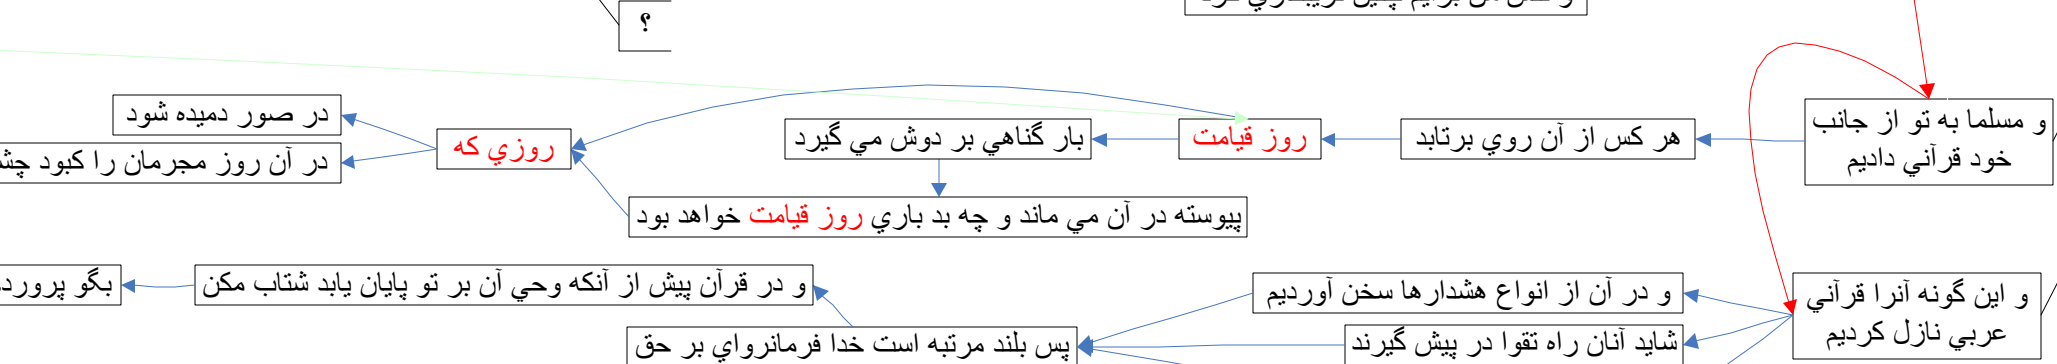 ؟
و مسلما به تو از جانب
خود قرآني داديم
هر كس از آن روي برتابد
روز قيامت
بار گناهي بر دوش مي گيرد
پيوسته در آن مي ماند و چه بد باري روز قيامت خواهد بود
روزي كه
در صور دميده شود
در آن روز مجرمان را كبود
و اين گونه آنرا قرآني
عربي نازل كرديم
و در آن از انواع هشدارها سخن آورديم
شايد آنان راه تقوا در پيش گيرند
پس بلند مرتبه است خدا فرمانرواي بر حق
و در قرآن پيش از آنكه وحي آن بر تو پايان يابد شتاب مكن
بگو